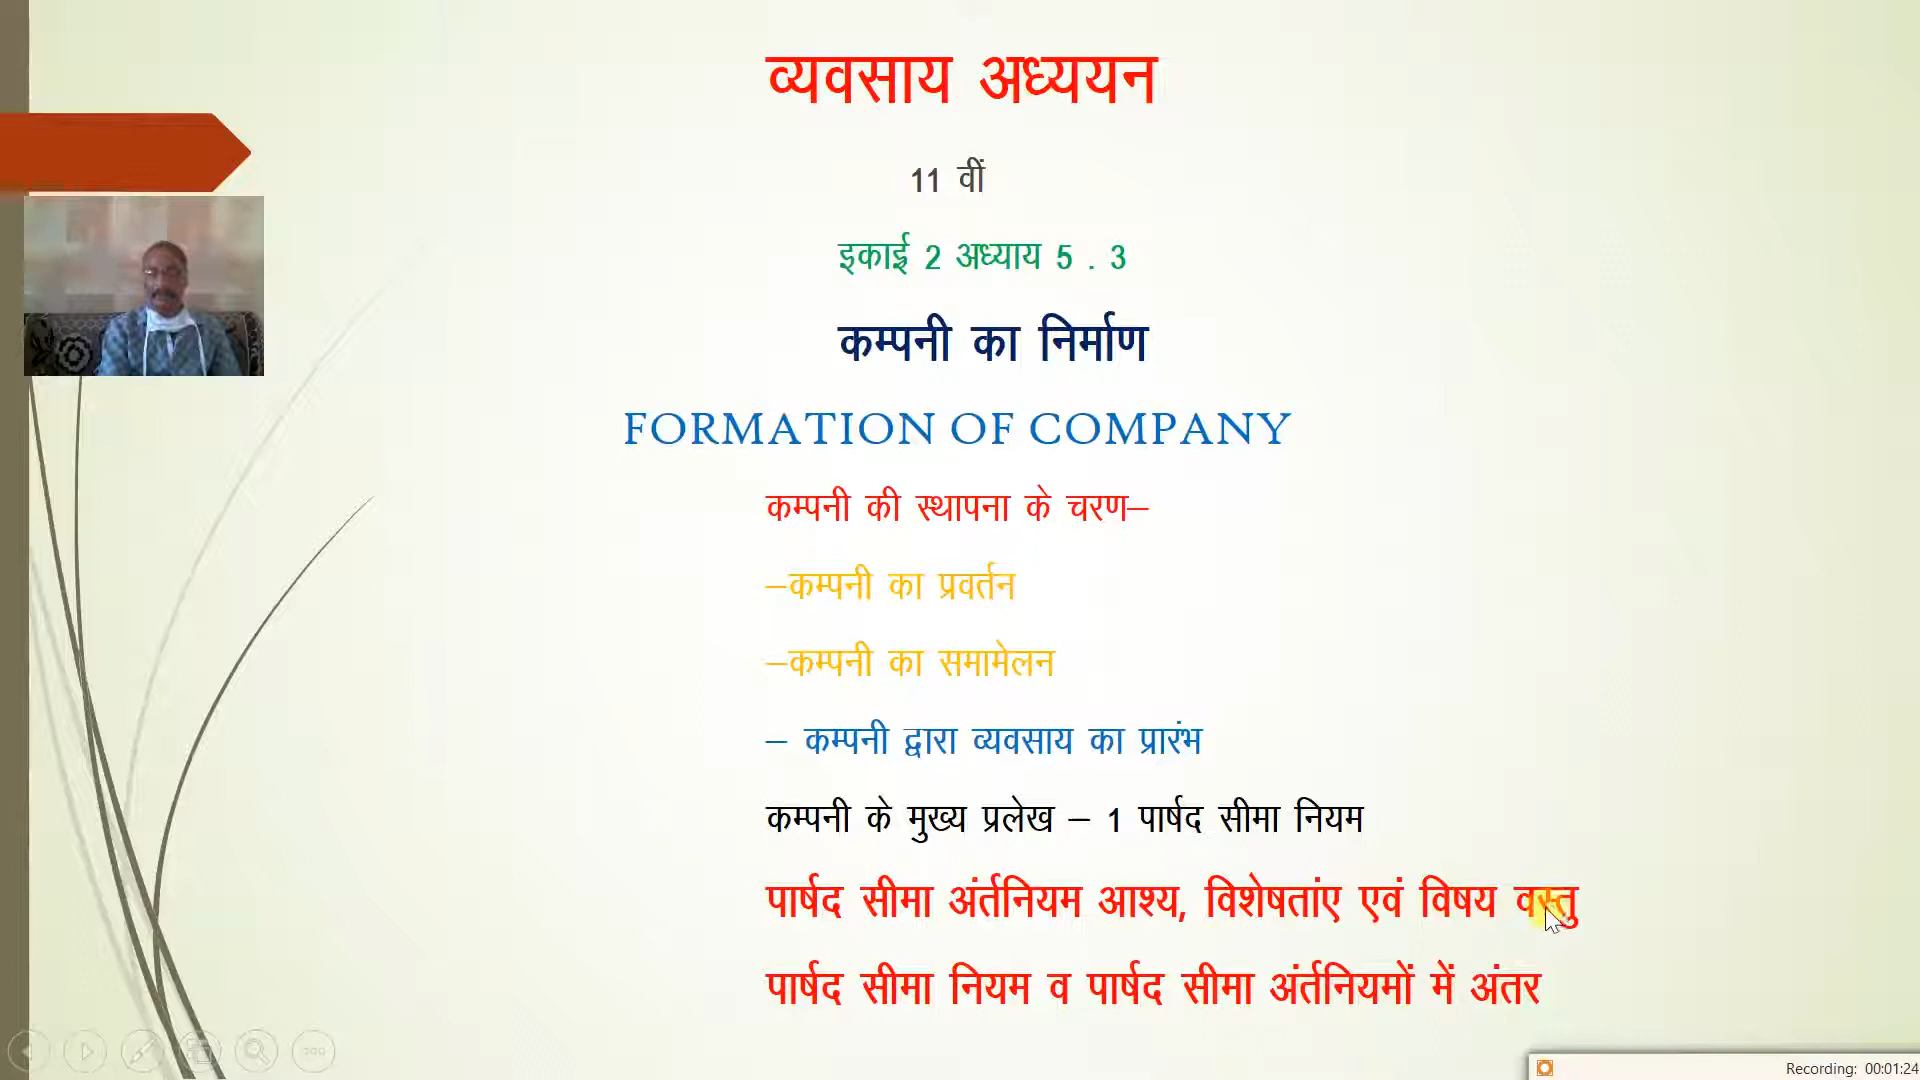 व्यवसाय अध्ययन
11 वीं
इकाई 2 अध्याय 5 . 3
कम्पनी का निर्माण
FORMATION OF COMPANY
कम्पनी की स्थापना के चरण–
–कम्पनी का प्रवर्तन
–कम्पनी का समामेलन
– कम्पनी द्वारा व्यवसाय का प्रारंभ
कम्पनी के मुख्य प्रलेख – 1 पार्षद सीमा नियम
पार्षद सीमा अंर्तनियम आश्य, विशेषतांए एवं विषय वस्तु
पार्षद सीमा नियम व पार्षद सीमा अंर्तनियमों में अंतर
Recording: 00:01:24